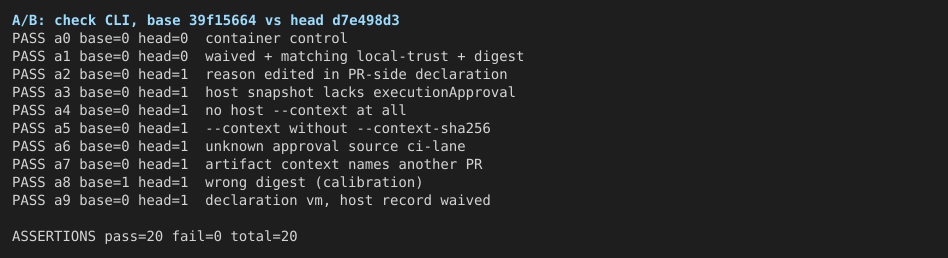 A/B: check CLI, base 39f15664 vs head d7e498d3
PASS a0 base=0 head=0  container control
PASS a1 base=0 head=0  waived + matching local-trust + digest
PASS a2 base=0 head=1  reason edited in PR-side declaration
PASS a3 base=0 head=1  host snapshot lacks executionApproval
PASS a4 base=0 head=1  no host --context at all
PASS a5 base=0 head=1  --context without --context-sha256
PASS a6 base=0 head=1  unknown approval source ci-lane
PASS a7 base=0 head=1  artifact context names another PR
PASS a8 base=1 head=1  wrong digest (calibration)
PASS a9 base=0 head=1  declaration vm, host record waived
ASSERTIONS pass=20 fail=0 total=20